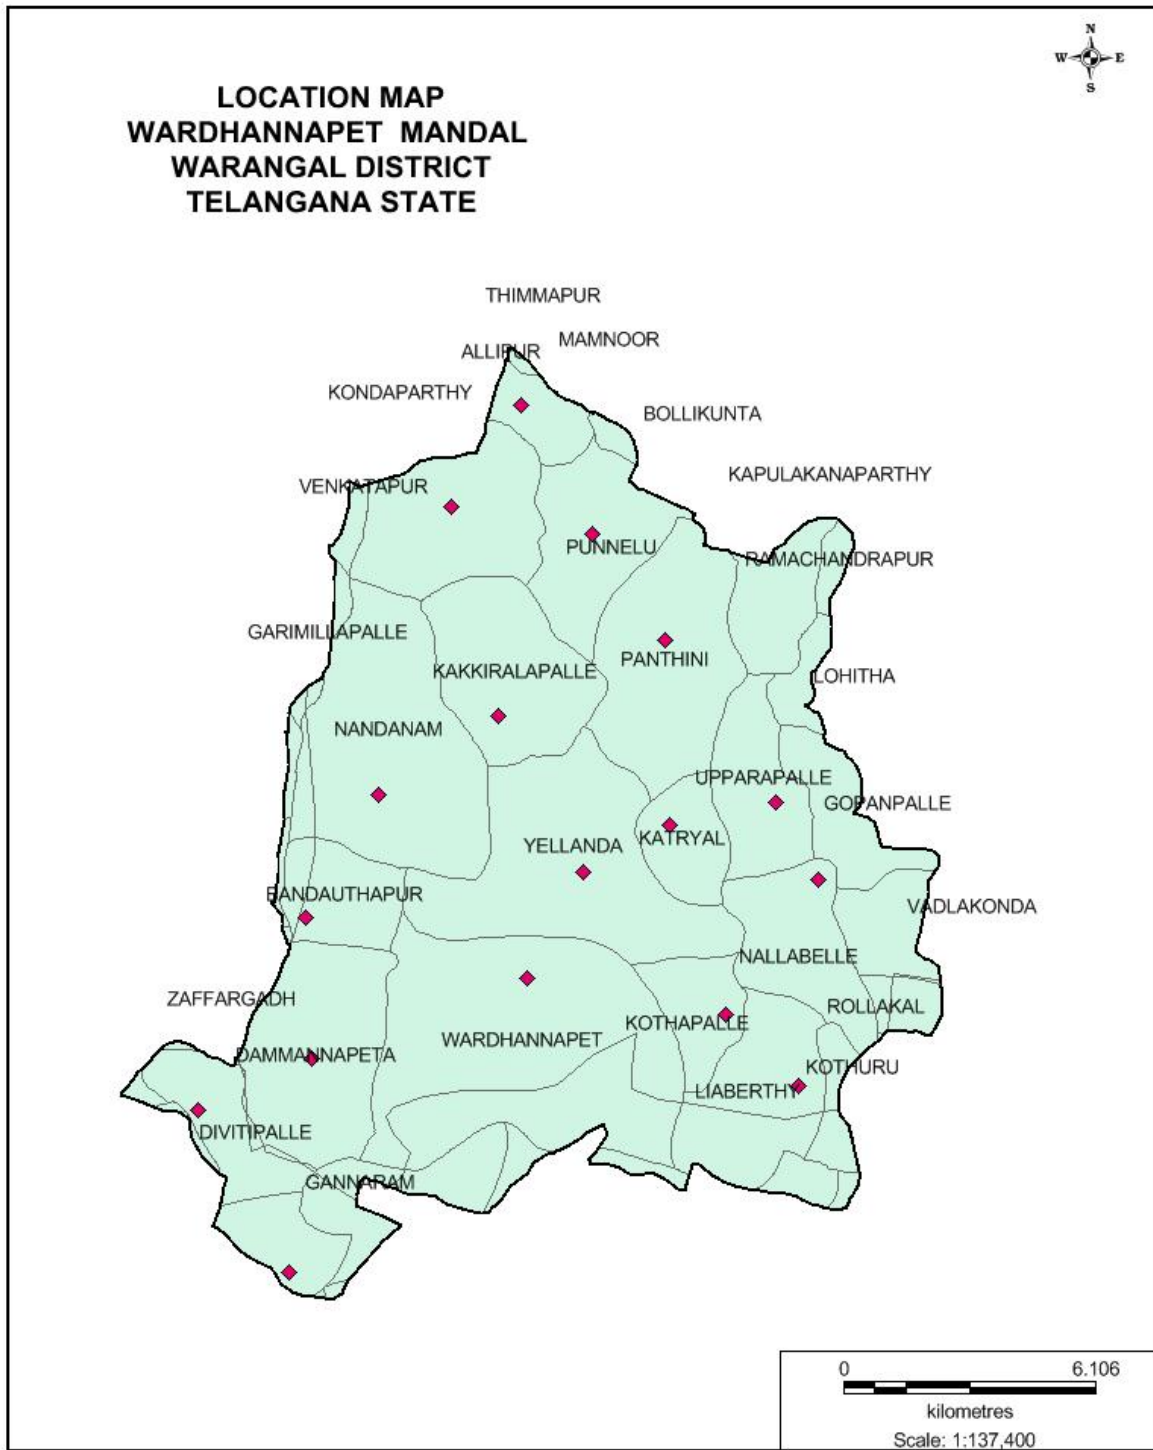 N
W E
S
LOCATION MAP
WARDHANNAPET MANDAL
WARANGAL DISTRICT
TELANGANA STATE
THIMMAPUR
MAMNOOR
ALLIPUR
KONDAPARTHY
BOLLIKUNTA
KAPULAKANAPARTHY
VENKATAPUR
PUNNELU
RAMACHANDRAPUR
GARIMILLAPALLE
PANTHINI
KAKKIRALAPALLE
LOHITHA
NANDANAM
UPPARAPALLE
GOPANPALLE
KATRYAL
YELLANDA
BANDAUTHAPUR
VADLAKONDA
NALLABELLE
ZAFFARGADH
ROLLAKAL
KOTHAPALLE
WARDHANNAPET
DAMMANNAPETA
KOTHURU
LIABERTHY
DIVITIPALLE
GANNARAM
0 6.106
kilometres
Scale: 1:137,400